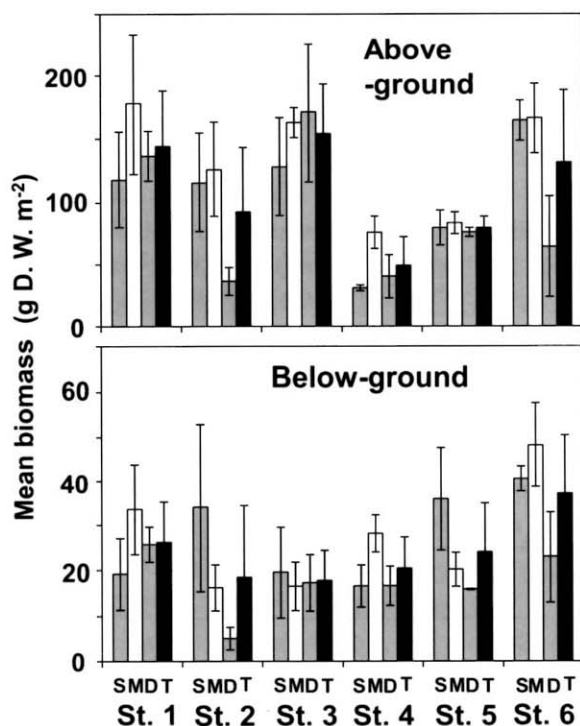 Mean biomass (g D. W. m-2)
Above
-ground
200
100
0
Below-ground
60
40
20
0
SMDT SMDT SMDT SMDT SMDT SMDT
St. 1 St. 2 St. 3 St. 4 St. 5 St. 6